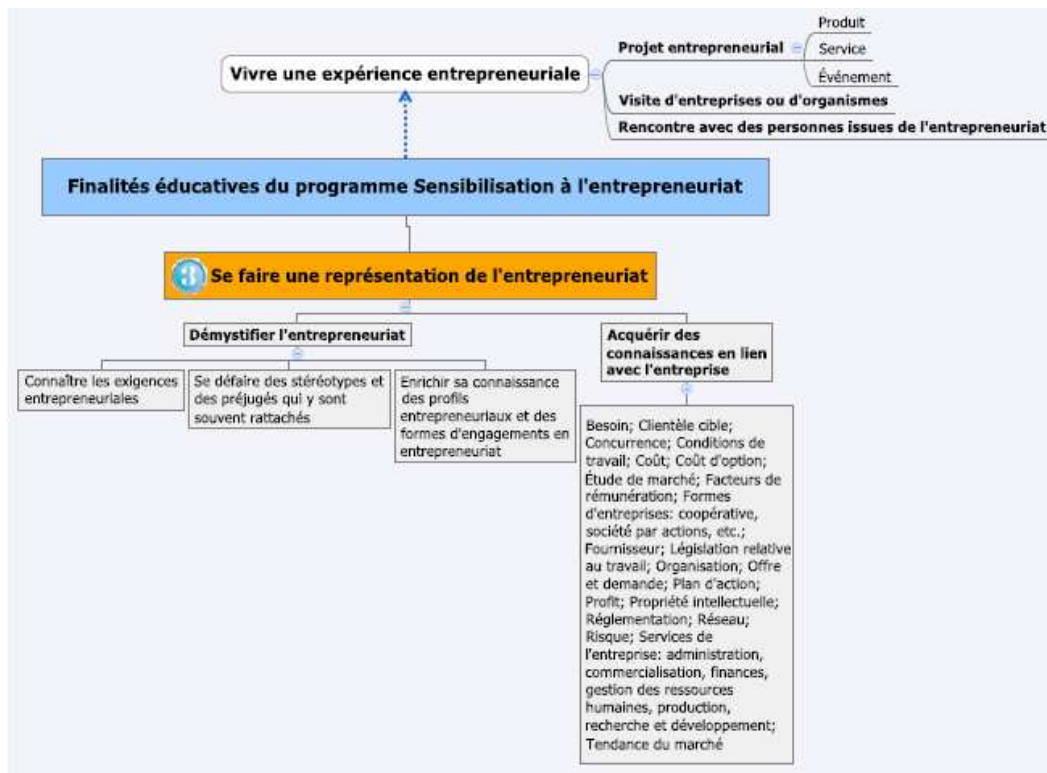 Produit
Projet entrepreneurial
Service
Vivre une expérience entrepreneuriale
Événement
Visite d'entreprises ou d'organismes
Rencontre avec des personnes issues de l'entrepreneuriat
Finalités éducatives du programme Sensibilisation à l'entrepreneuriat
3 Se faire une représentation de l'entrepreneuriat
Démystifier l'entrepreneuriat
Connaître les exigences
entrepreneuriales
Se défaire des stéréotypes et
des préjugés qui y sont
souvent rattachés
Enrichir sa connaissance
des profils
entrepreneuriaux et des
formes d'engagements en
entrepreneuriat
Acquérir des
connaissances en lien
avec l'entreprise
Besoin; Clientèle cible;
Concurrence; Conditions de
travail; Coût; Coût d'option;
Étude de marché; Facteurs de
rémunération; Formes
d'entreprises: coopérative,
société par actions, etc.;
Fournisseur; Législation relative
au travail; Organisation; Offre
et demande; Plan d'action;
Profit; Propriété intellectuelle;
Réglementation; Réseau;
Risque; Services de
l'entreprise: administration,
commercialisation, finances,
gestion des ressources
humaines, production,
recherche et développement;
Tendance du marché